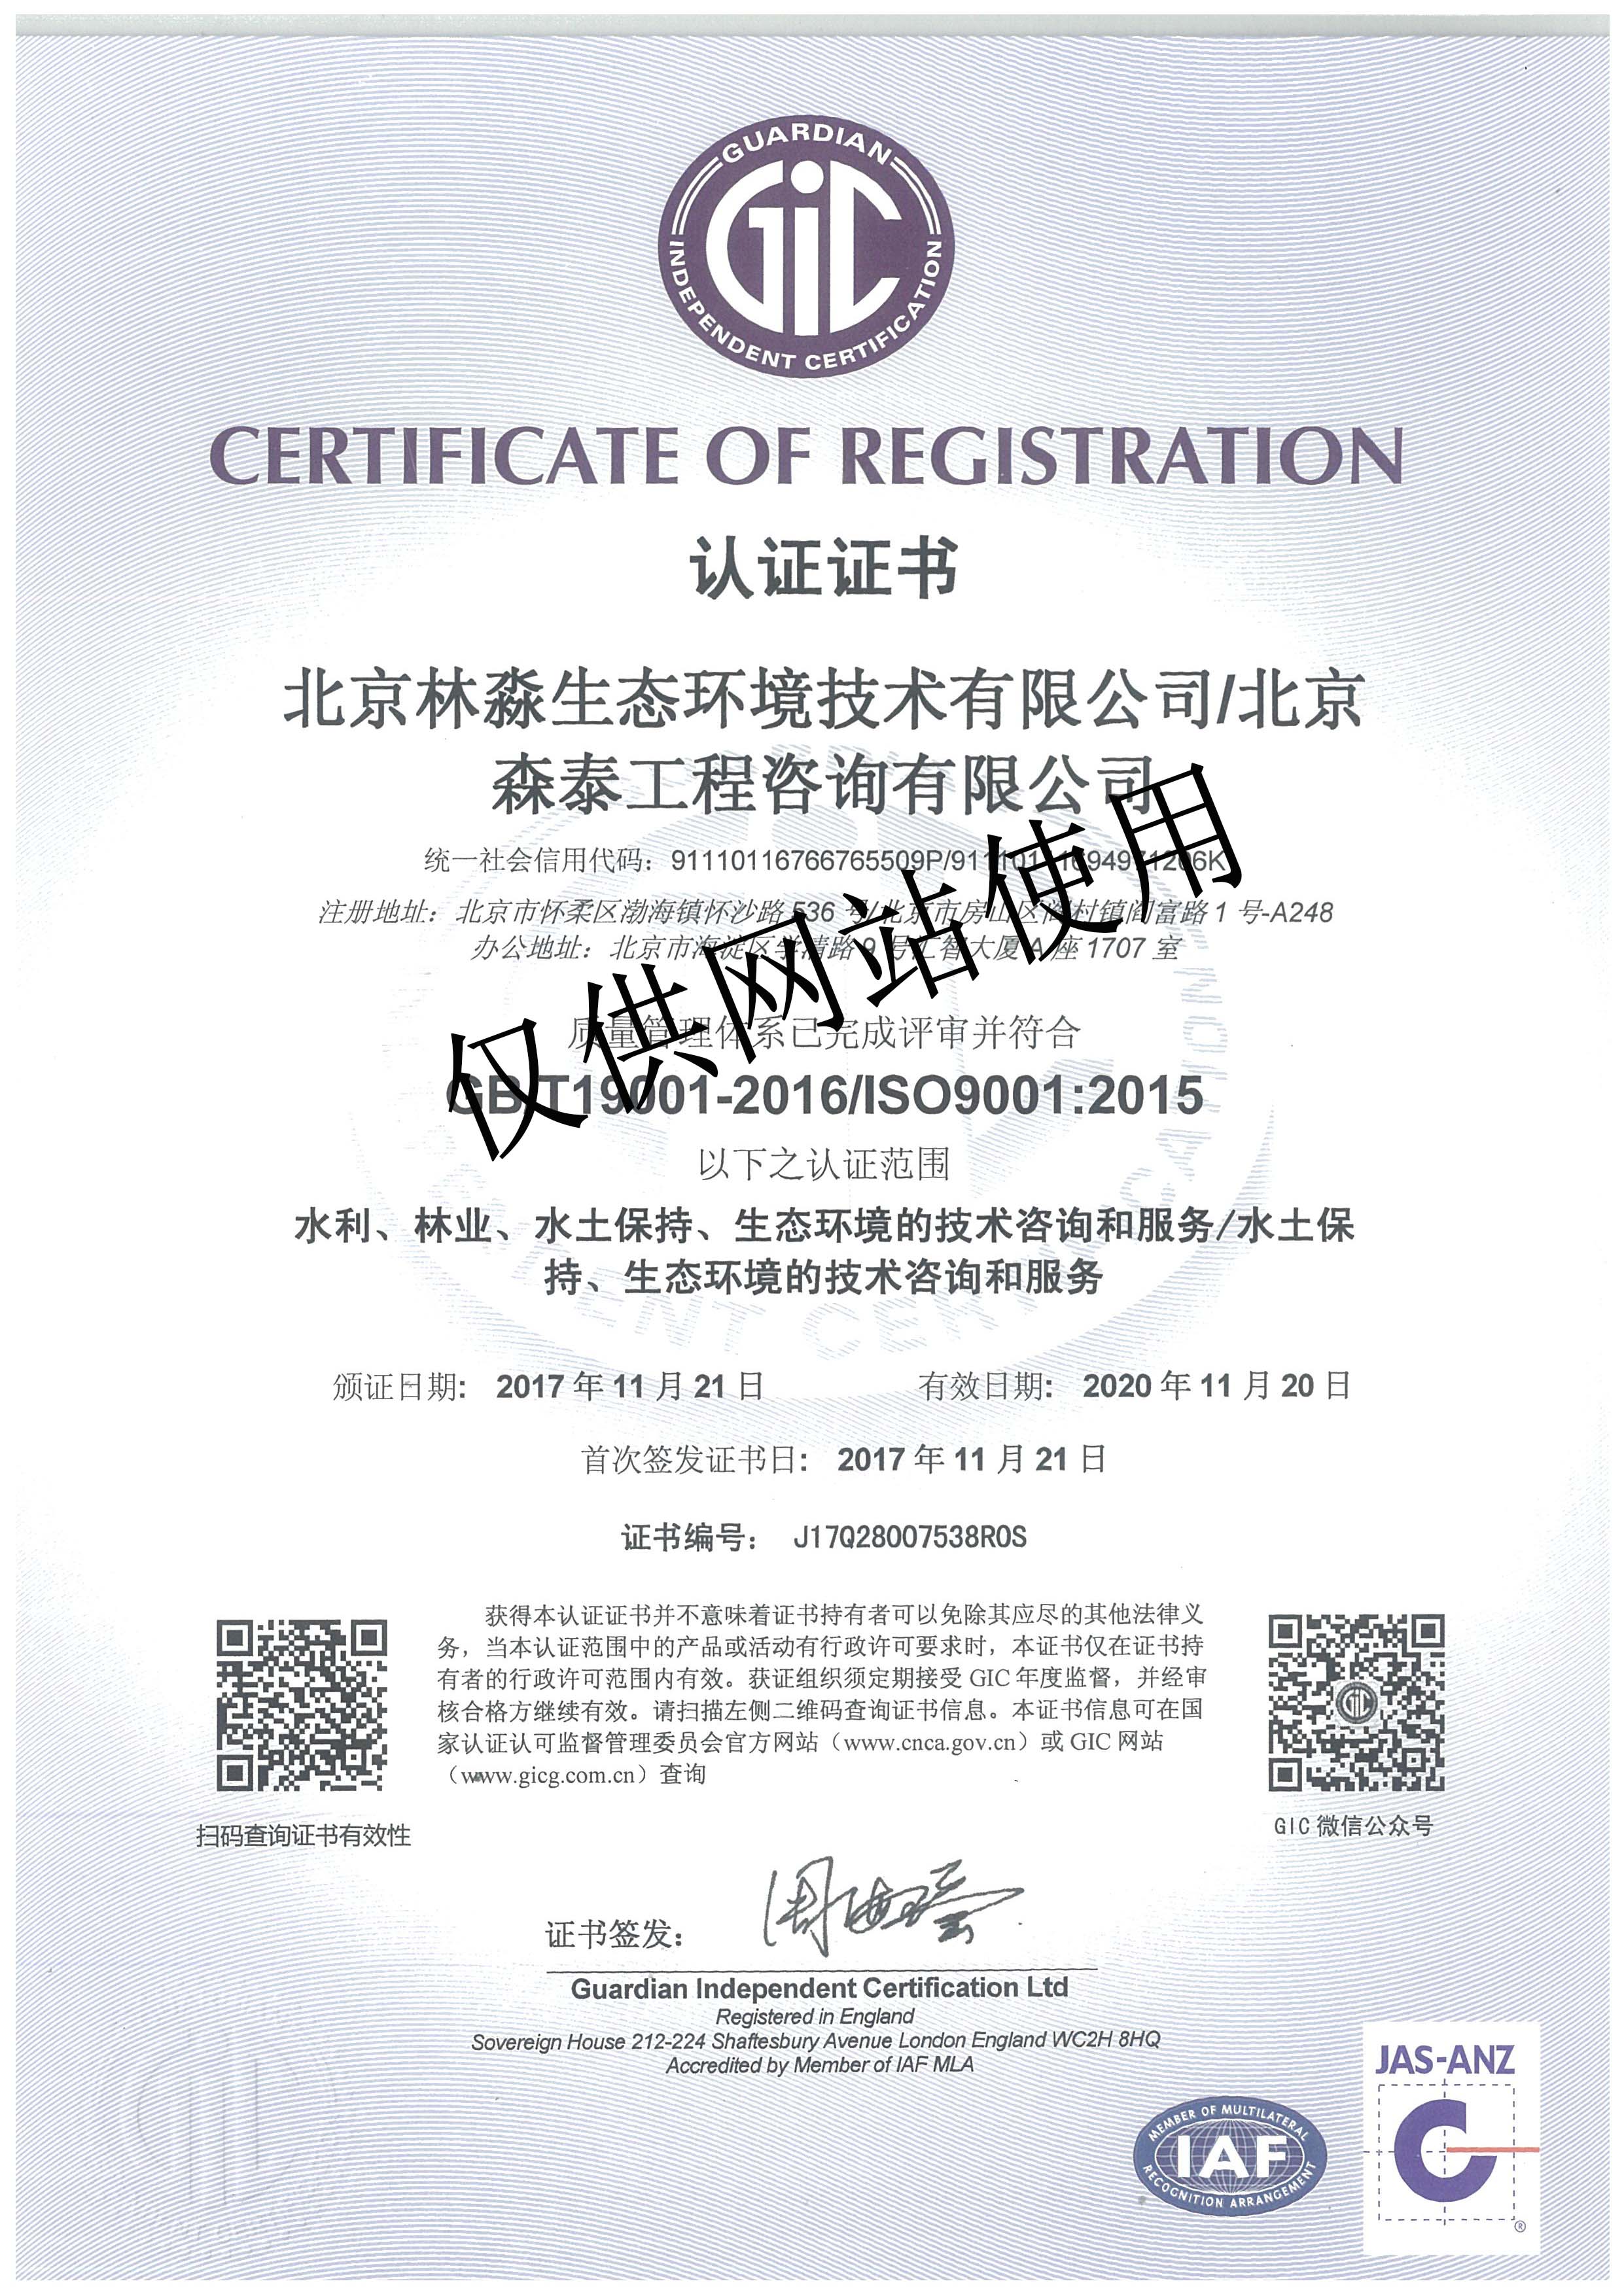 GUARDIAN
GiC
INDEPENDENT CERTIFICATION
CERTIFICATE OF REGISTRATION
认证证书
北京林淼生态环境技术有限公司/北京
森泰工程咨询有限公司
统一社会信用代码：91110116766765509P/
注册地址：北京市怀柔区渤海镇怀沙路 536 号/北京市房山区阎村镇阎富路 1 号-A248
办公地址：北京市海淀区学清路 9 号汇智大厦 A 座 1707 室
仅供网站使用
质量管理体系已完成评审并符合
GB/T19001-2016/ISO9001:2015
以下之认证范围
水利、林业、水土保持、生态环境的技术咨询和服务/水土保
持、生态环境的技术咨询和服务
颁证日期： 2017 年 11 月 21 日 有效日期： 2020 年 11 月 20 日
首次签发证书日： 2017 年 11 月 21 日
证书编号： J17Q28007538R0S
获得本认证证书并不意味着证书持有者可以免除其应尽的其他法律义
务，当本认证范围中的产品或活动有行政许可要求时，本证书仅在证书持
有者的行政许可范围内有效。获证组织须定期接受 GIC 年度监督，并经审
核合格方继续有效。请扫描左侧二维码查询证书信息。本证书信息可在国
家认证认可监督管理委员会官方网站（www.cnca.gov.cn）或 GIC 网站
（www.gicg.com.cn）查询
扫码查询证书有效性
GIC
GIC 微信公众号
证书签发：
Guardian Independent Certification Ltd
Registered in England
Sovereign House 212-224 Shaftesbury Avenue London England WC2H 8HQ
Accredited by Member of IAF MLA
MEMBER OF MULTILATERAL
IAF
RECOGNITION ARRANGEMENT
JAS-ANZ
C
®